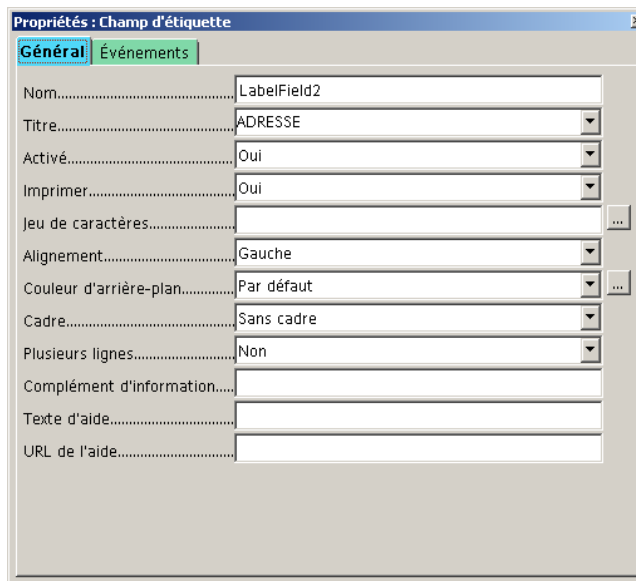 Propriétés : Champ d'étiquette
Général Événements
Nom LabelField2
Titre ADRESSE
Activé Oui
Imprimer Oui
Jeu de caractères ...
Alignement Gauche
Couleur d'arrière-plan Par défaut ...
Cadre Sans cadre
Plusieurs lignes Non
Complément d'information
Texte d'aide
URL de l'aide